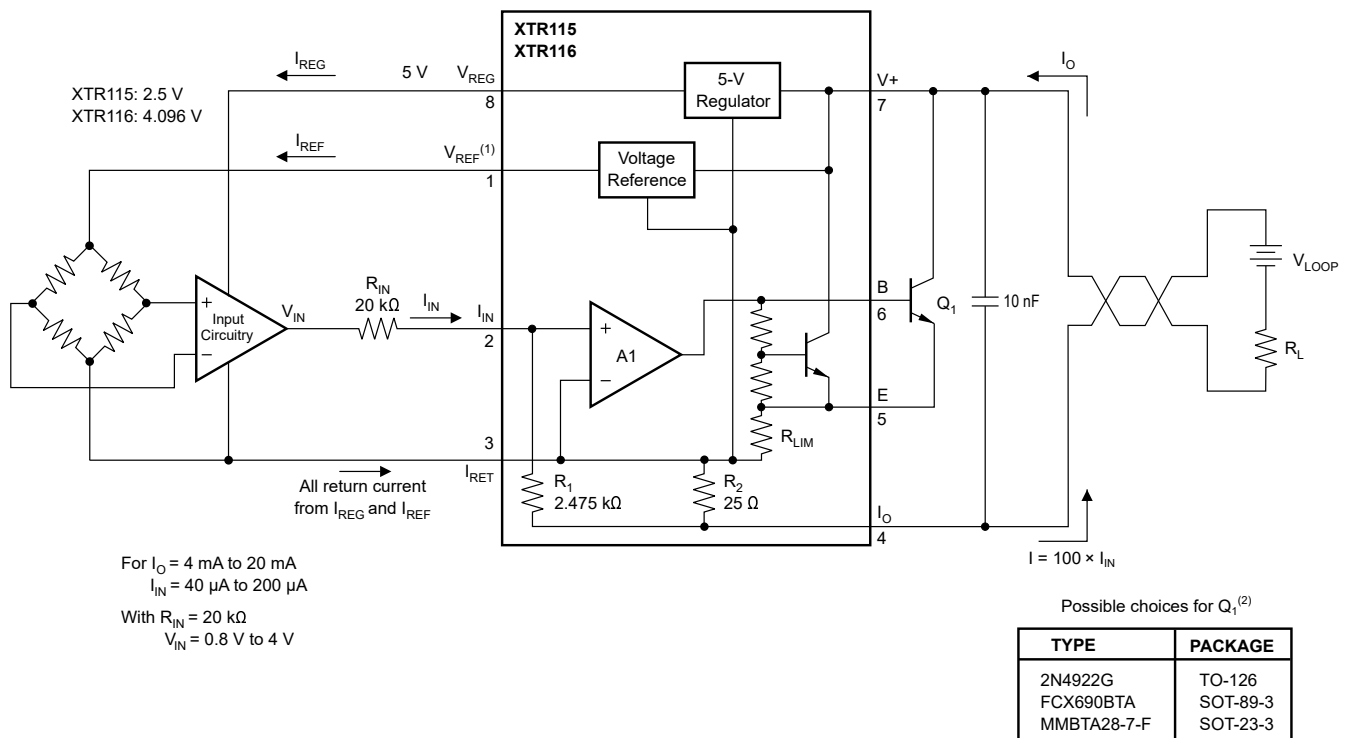 XTR115
XTR116
I_REG
5 V
V_REG
8
5-V
Regulator
V+
7
I_O
XTR115: 2.5 V
XTR116: 4.096 V
I_REF
V_REF(1)
1
Voltage
Reference
V_LOOP
R_L
10 nF
B
6
Q_1
E
5
R_IN
20 kΩ
I_IN
I_IN
2
V_IN
+
Input
Circuitry
–
+
A1
–
R_LIM
3
I_RET
All return current
from I_REG and I_REF
R_1
2.475 kΩ
R_2
25 Ω
I_O
4
I = 100 × I_IN
For I_O = 4 mA to 20 mA
I_IN = 40 µA to 200 µA
With R_IN = 20 kΩ
V_IN = 0.8 V to 4 V
Possible choices for Q_1(2)
TYPE PACKAGE
2N4922G TO-126
FCX690BTA SOT-89-3
MMBTA28-7-F SOT-23-3